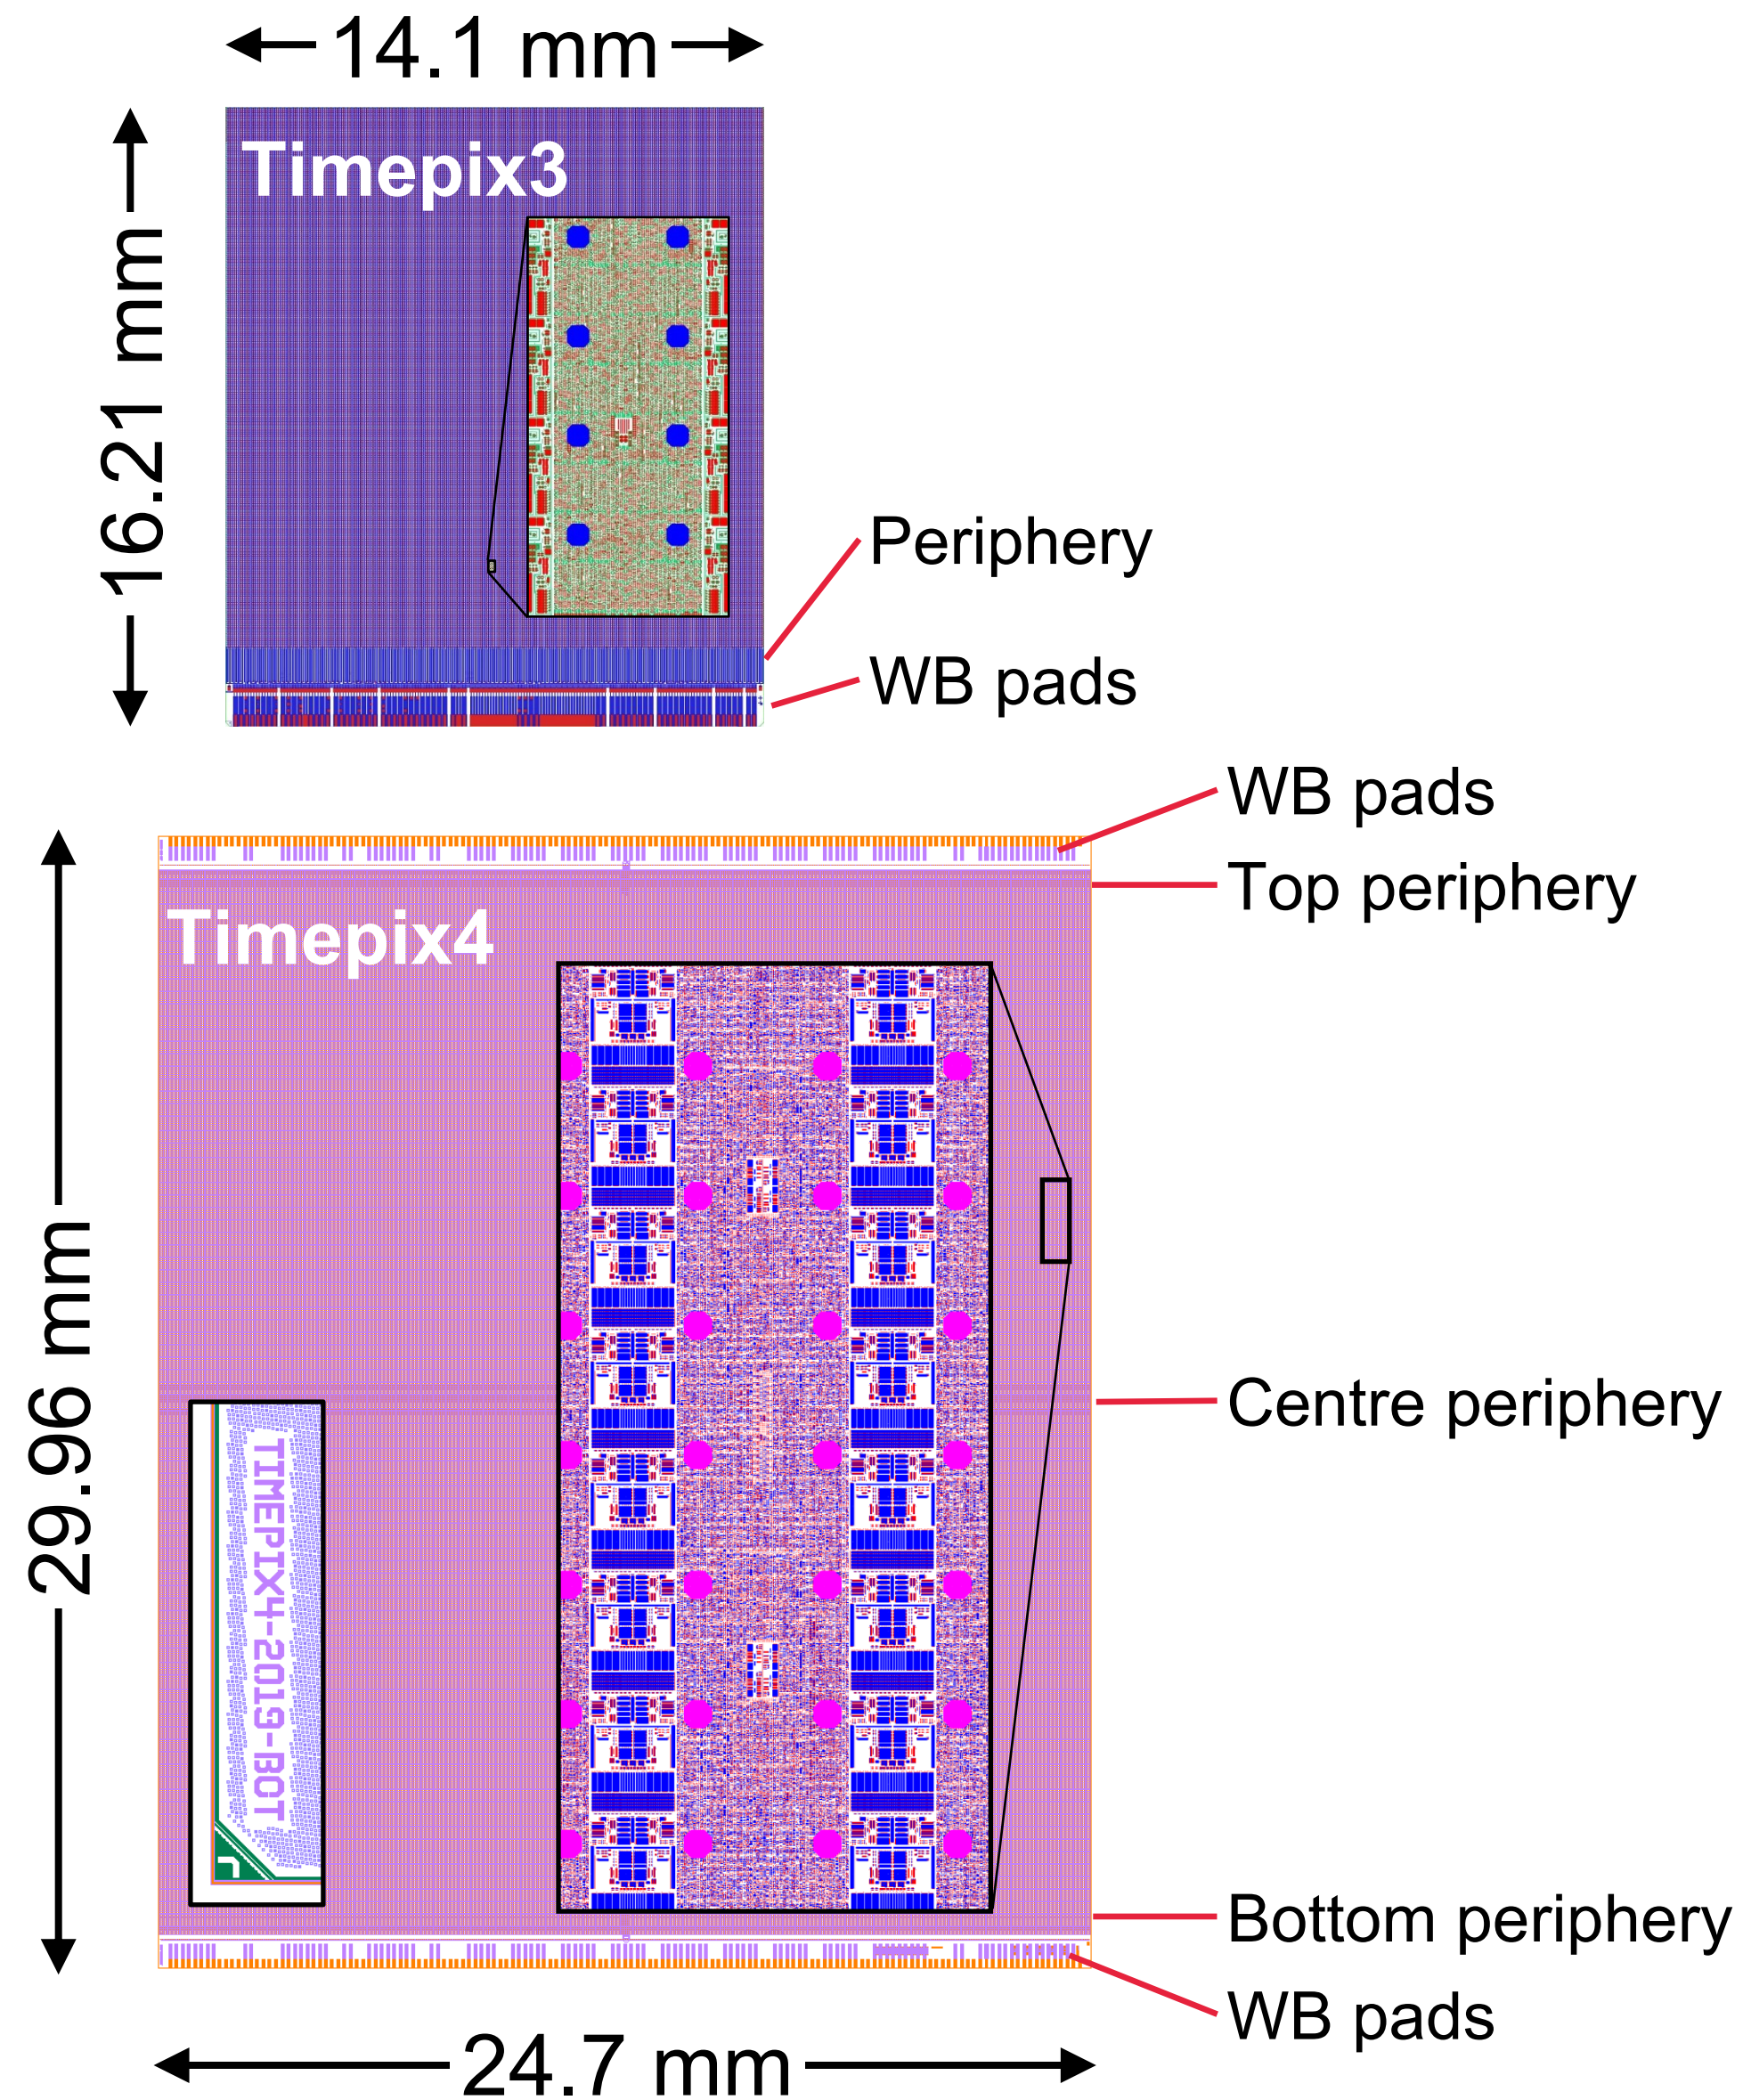 14.1 mm
16.21 mm
Timepix3
Periphery
WB pads
WB pads
Top periphery
Timepix4
29.96 mm
Centre periphery
TIMEPIX4-2019-BOT
Bottom periphery
WB pads
24.7 mm